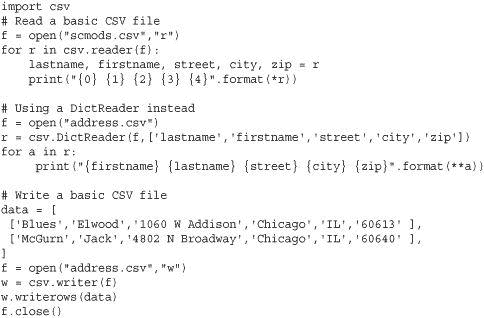 import csv
# Read a basic CSV file
f = open("scmods.csv","r")
for r in csv.reader(f):
    lastname, firstname, street, city, zip = r
    print("{0} {1} {2} {3} {4}".format(*r))

# Using a DictReader instead
f = open("address.csv")
r = csv.DictReader(f,['lastname','firstname','street','city','zip'])
for a in r:
     print("{firstname} {lastname} {street} {city} {zip}".format(**a))

# Write a basic CSV file
data = [
 ['Blues','Elwood','1060 W Addison','Chicago','IL','60613' ],
 ['McGurn','Jack','4802 N Broadway','Chicago','IL','60640' ],
]
f = open("address.csv","w")
w = csv.writer(f)
w.writerows(data)
f.close()